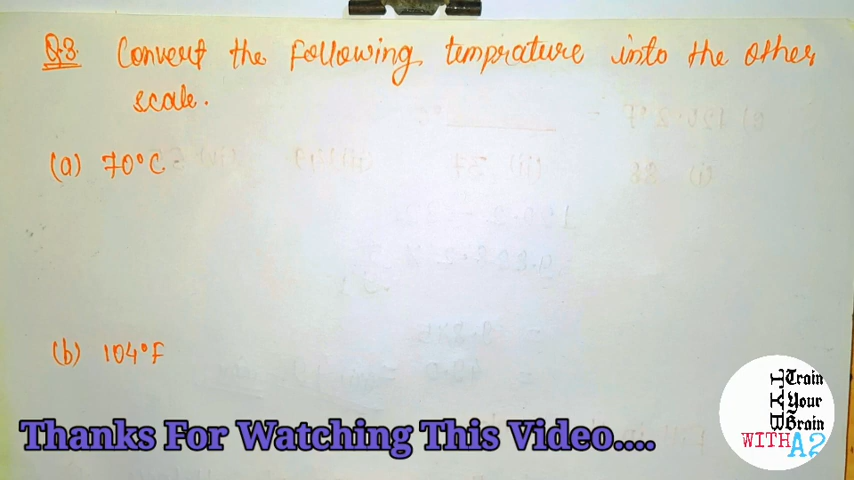 Q.3. Convert the following temprature into the other
scale.
(a) 70°C
(b) 104°F
Thanks For Watching This Video....
TYB
Train
Your
Brain
WITH A2